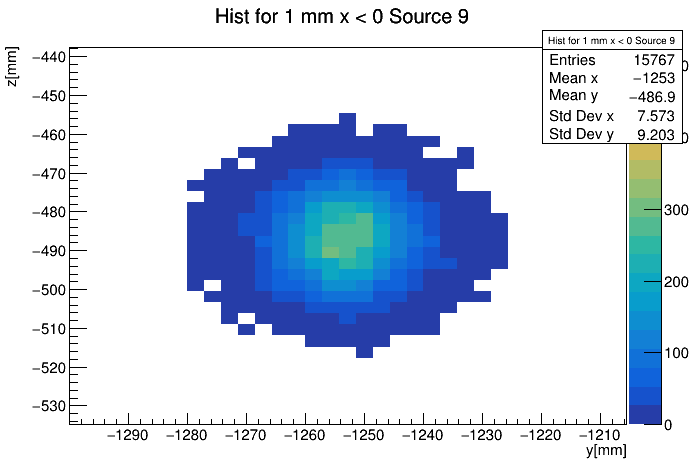 Hist for 1 mm x < 0 Source 9
Hist for 1 mm x < 0 Source 9
Entries 15767
Mean x −1253
Mean y −486.9
Std Dev x 7.573
Std Dev y 9.203
z[mm]
−440
−450
−460
−470
−480
−490
−500
−510
−520
−530
0
0
300
200
100
0
−1290 −1280 −1270 −1260 −1250 −1240 −1230 −1220 −1210
y[mm]